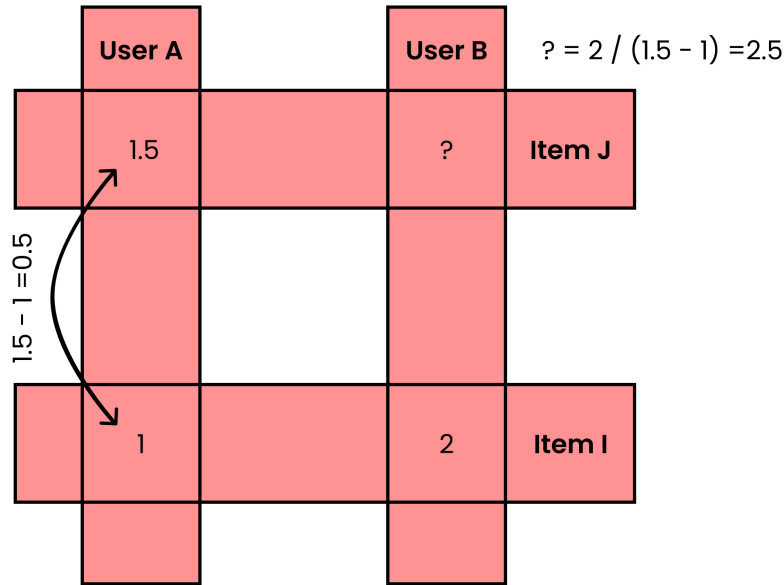 User A
User B
? = 2 / (1.5 - 1) =2.5
1.5
?
Item J
1.5 - 1 =0.5
1
2
Item I